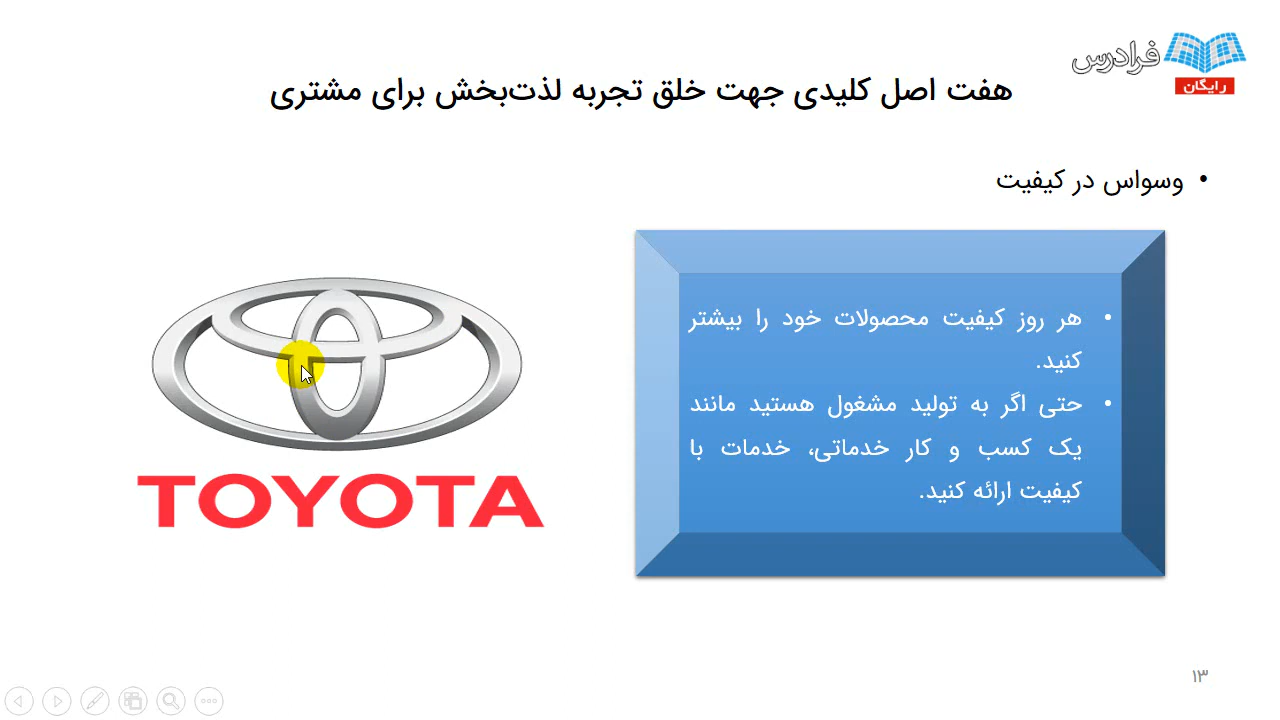 فرادرس
رایگان
هفت اصل کلیدی جهت خلق تجربه لذت‌بخش برای مشتری
• وسواس در کیفیت
• هر روز کیفیت محصولات خود را بیشتر
کنید.
• حتی اگر به تولید مشغول هستید مانند
یک کسب و کار خدماتی، خدمات با
کیفیت ارائه کنید.
TOYOTA
۱۳